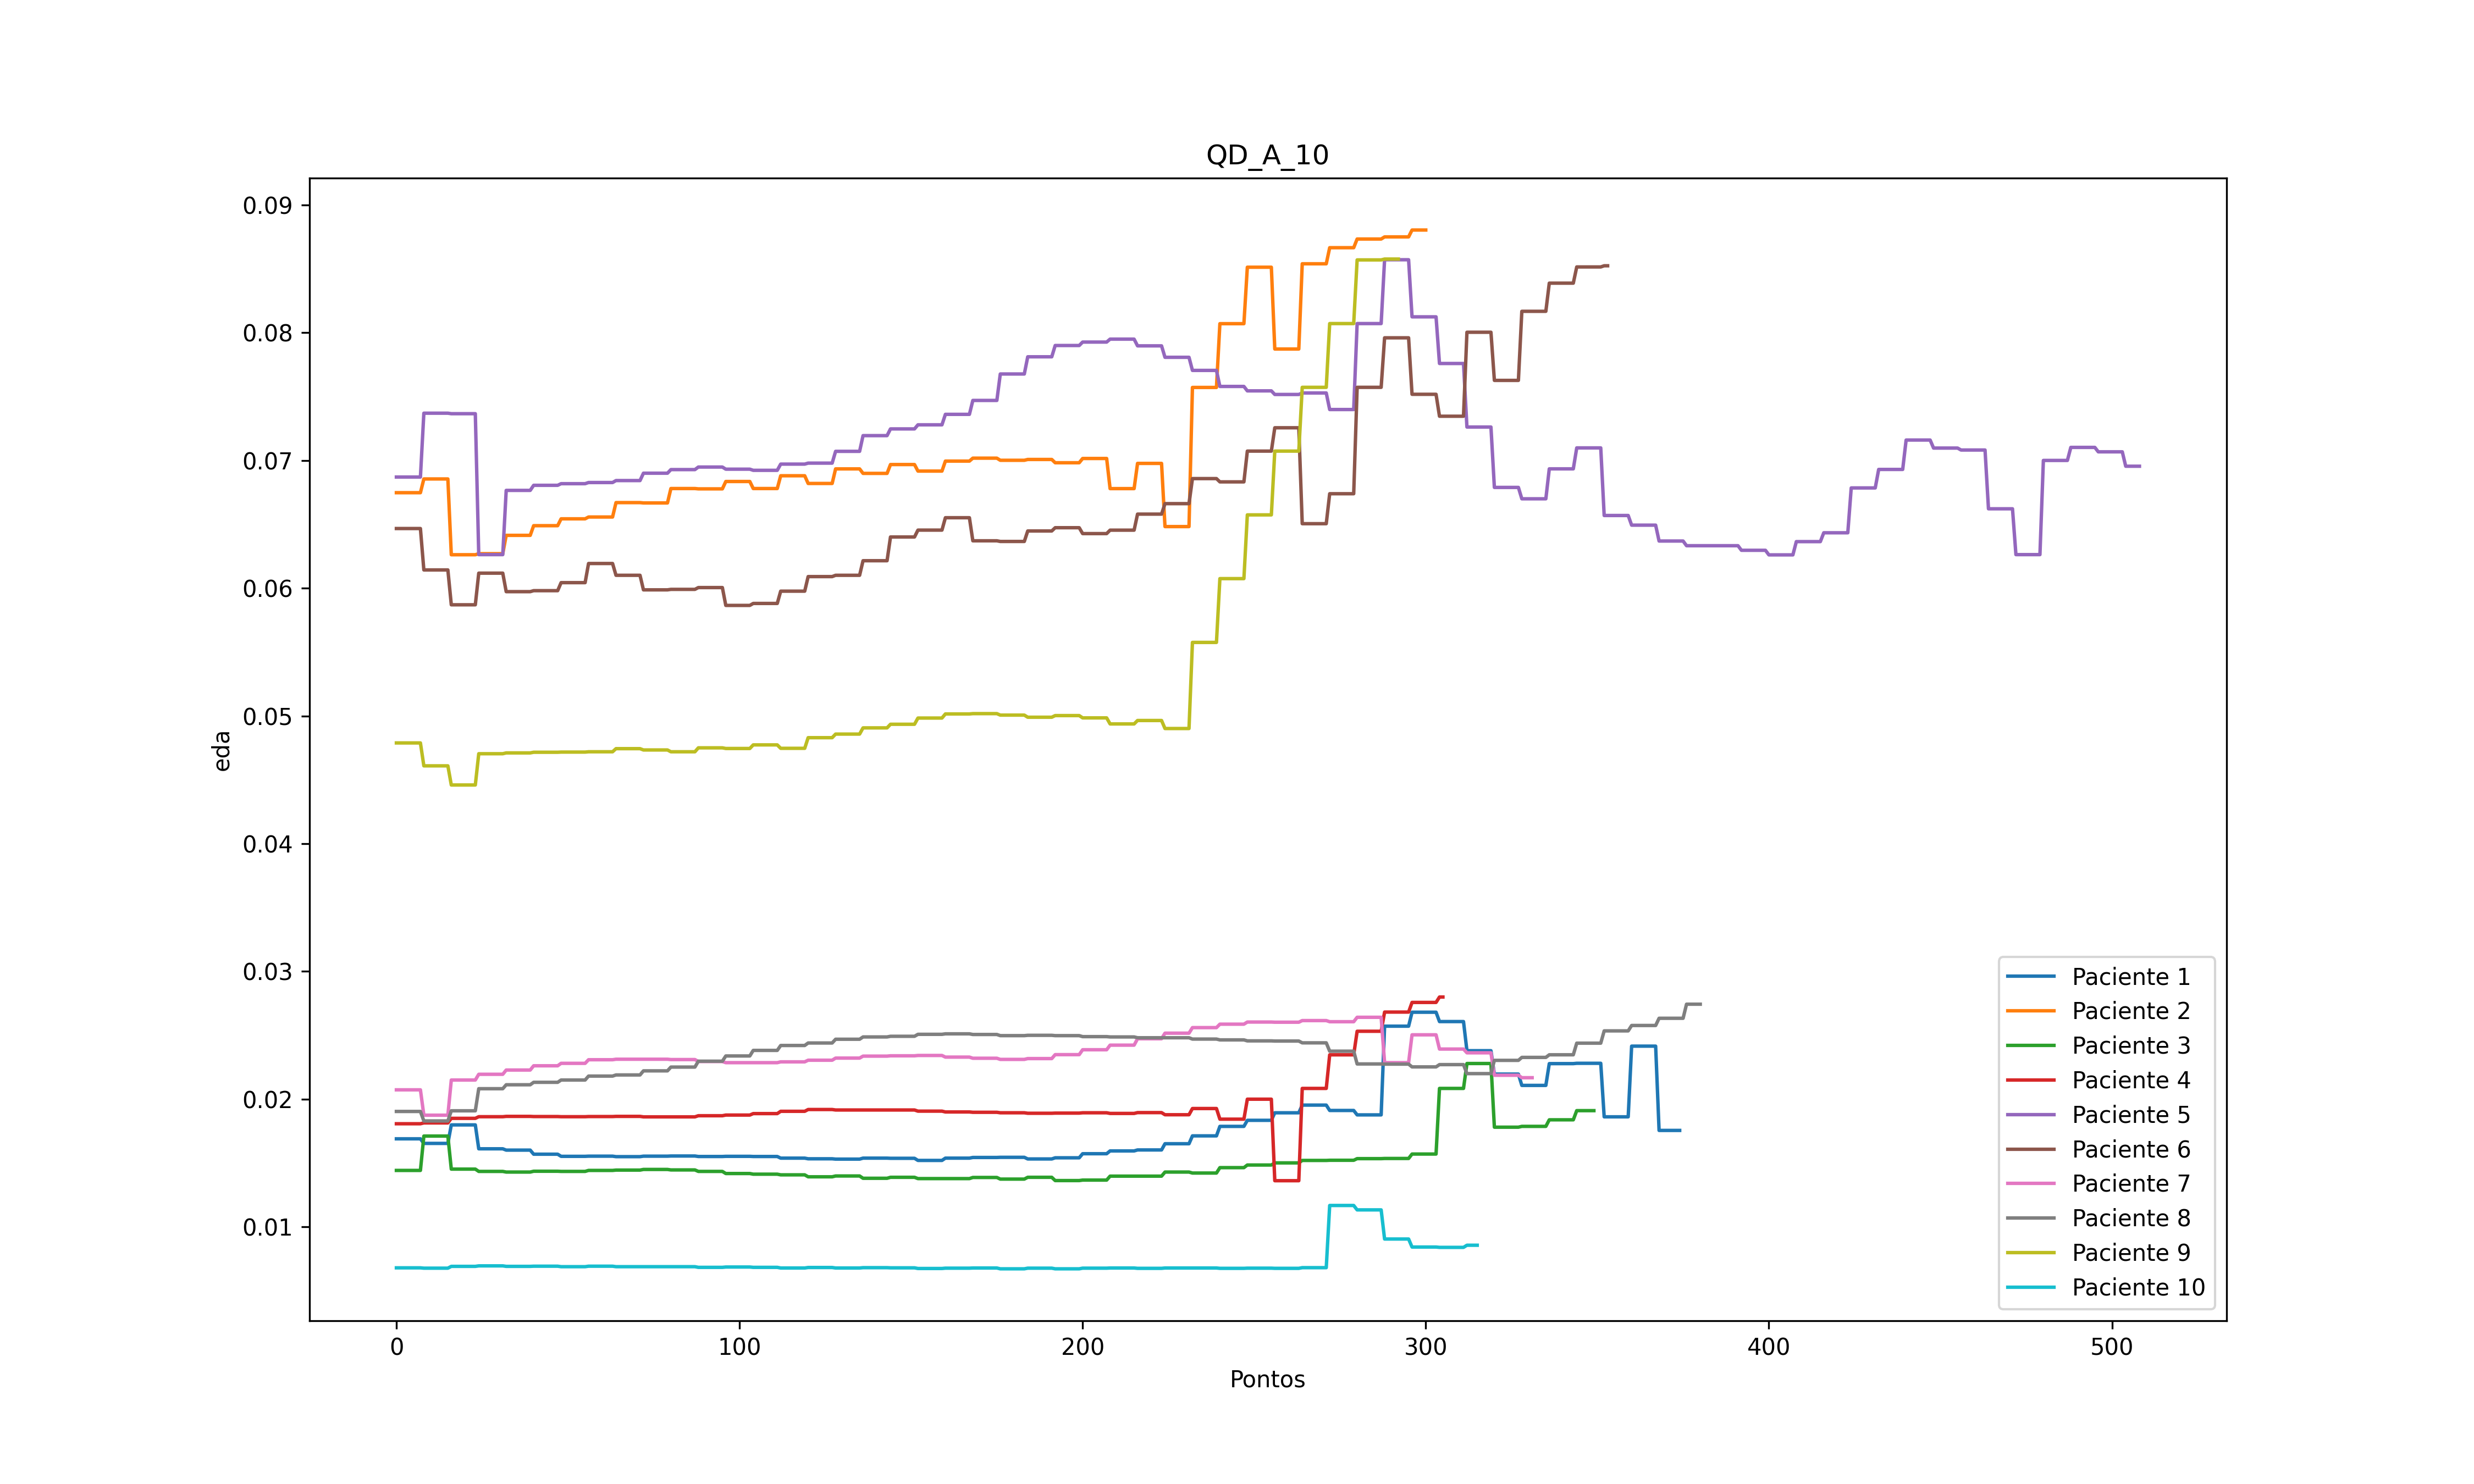 QD_A_10
0.09
0.08
0.07
0.06
0.05
0.04
0.03
0.02
0.01
eda
0 100 200 300 400 500
Pontos
Paciente 1
Paciente 2
Paciente 3
Paciente 4
Paciente 5
Paciente 6
Paciente 7
Paciente 8
Paciente 9
Paciente 10